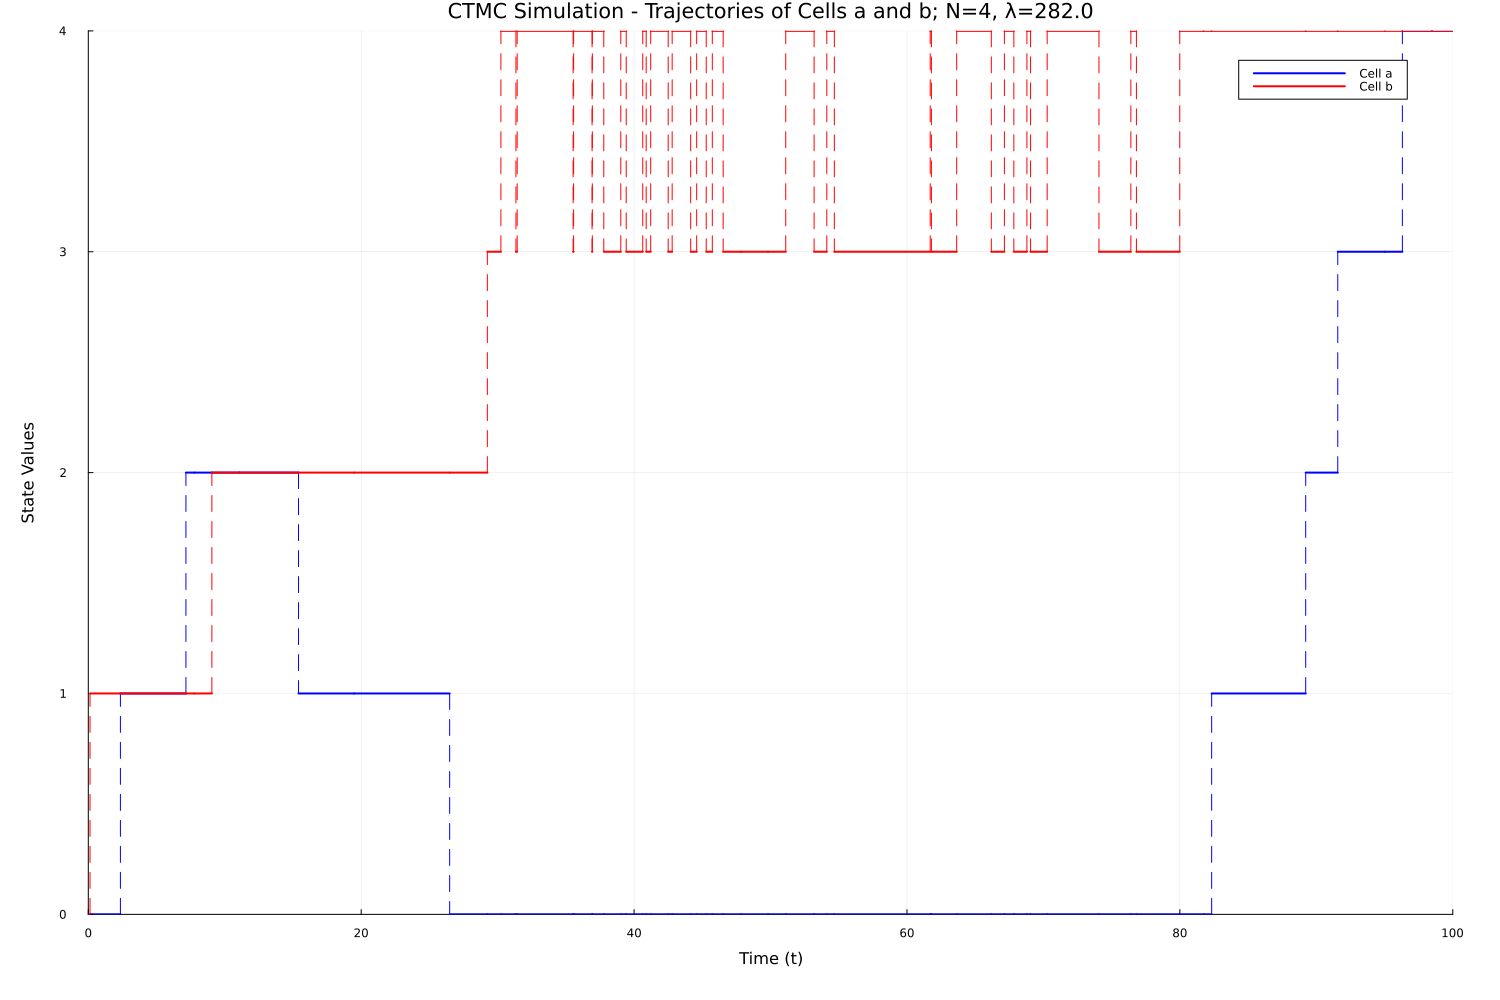 CTMC Simulation - Trajectories of Cells a and b; N=4, λ=282.0
4
Cell a
Cell b
3
State Values
2
1
0
0 20 40 60 80 100
Time (t)